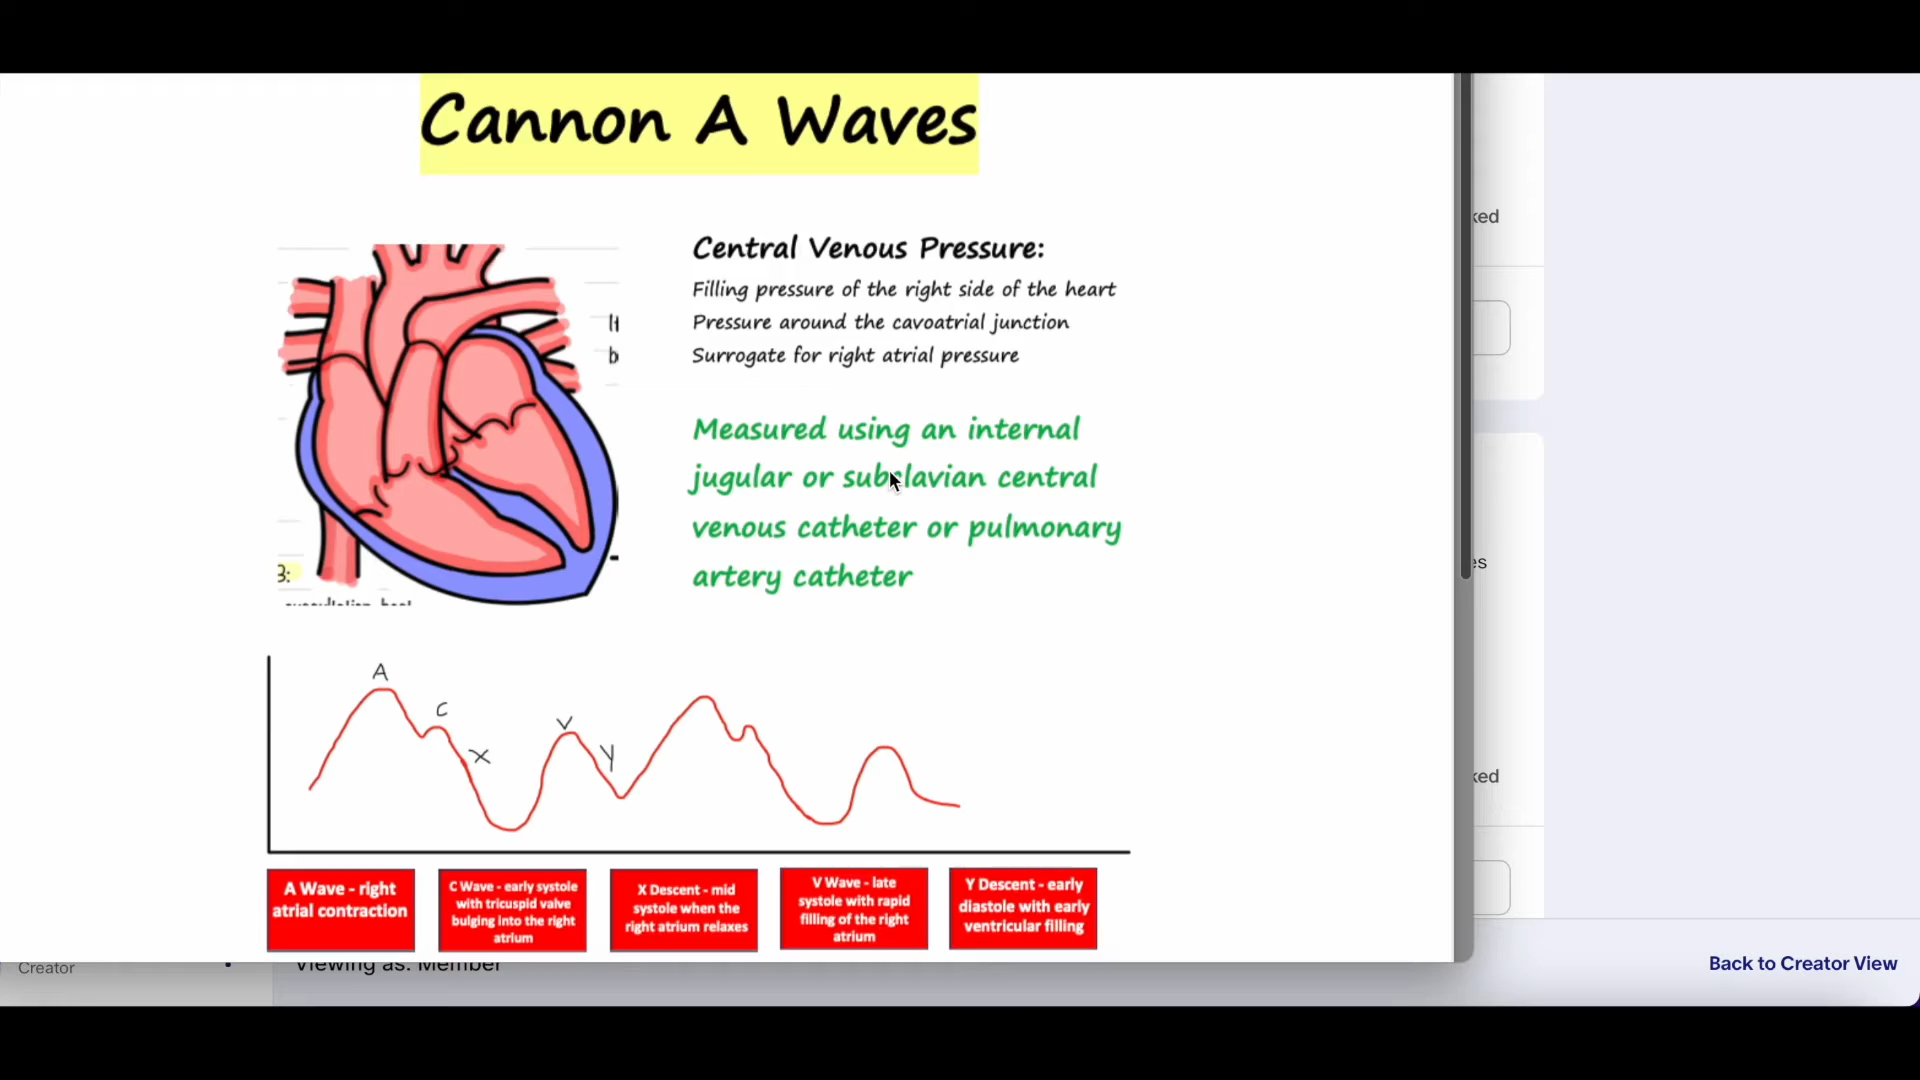 Cannon A Waves
Central Venous Pressure:
Filling pressure of the right side of the heart
Pressure around the cavoatrial junction
Surrogate for right atrial pressure
Measured using an internal
jugular or subclavian central
venous catheter or pulmonary
artery catheter
3:
A
C
X
V
Y
A Wave - right
atrial contraction
C Wave - early systole
with tricuspid valve
bulging into the right
atrium
X Descent - mid
systole when the
right atrium relaxes
V Wave - late
systole with rapid
filling of the right
atrium
Y Descent - early
diastole with early
ventricular filling
Creator
Viewing as: Member
Back to Creator View